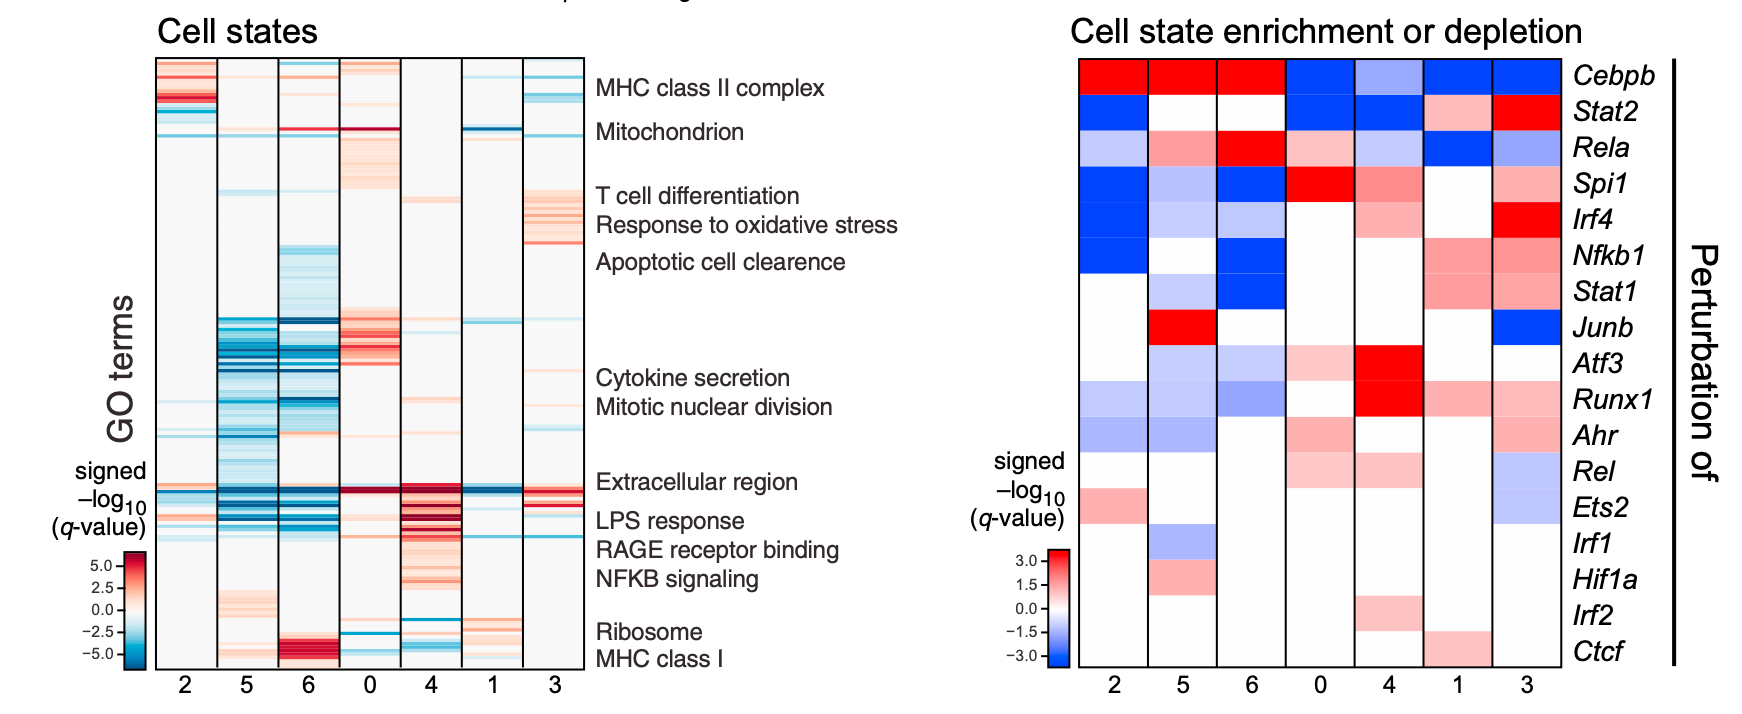 Cell states
MHC class II complex
Mitochondrion
T cell differentiation
Response to oxidative stress
Apoptotic cell clearence
Cytokine secretion
Mitotic nuclear division
Extracellular region
LPS response
RAGE receptor binding
NFKB signaling
Ribosome
MHC class I
GO terms
signed
–log10
(q-value)
5.0
2.5
0.0
−2.5
−5.0
2 5 6 0 4 1 3
Cell state enrichment or depletion
Cebpb
Stat2
Rela
Spi1
Irf4
Nfkb1
Stat1
Junb
Atf3
Runx1
Ahr
Rel
Ets2
Irf1
Hif1a
Irf2
Ctcf
Perturbation of
signed
–log10
(q-value)
3.0
1.5
0.0
−1.5
−3.0
2 5 6 0 4 1 3